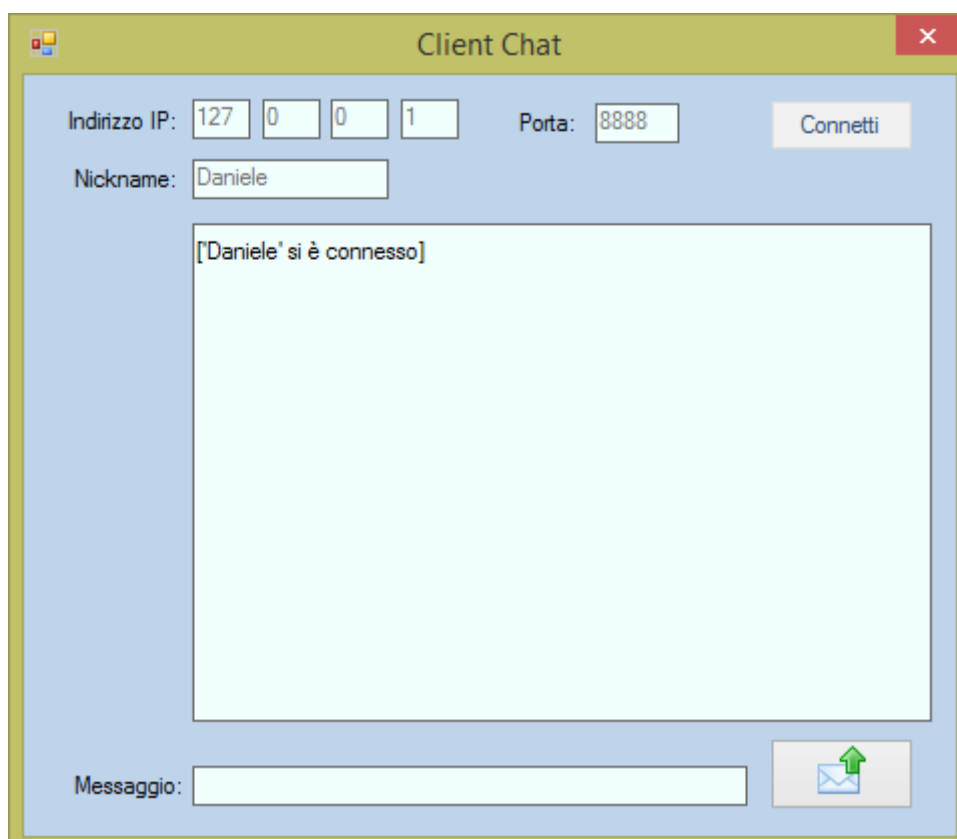 Client Chat
Indirizzo IP: 127 0 0 1 Porta: 8888 Connetti
Nickname: Daniele
['Daniele' si è connesso]
Messaggio: